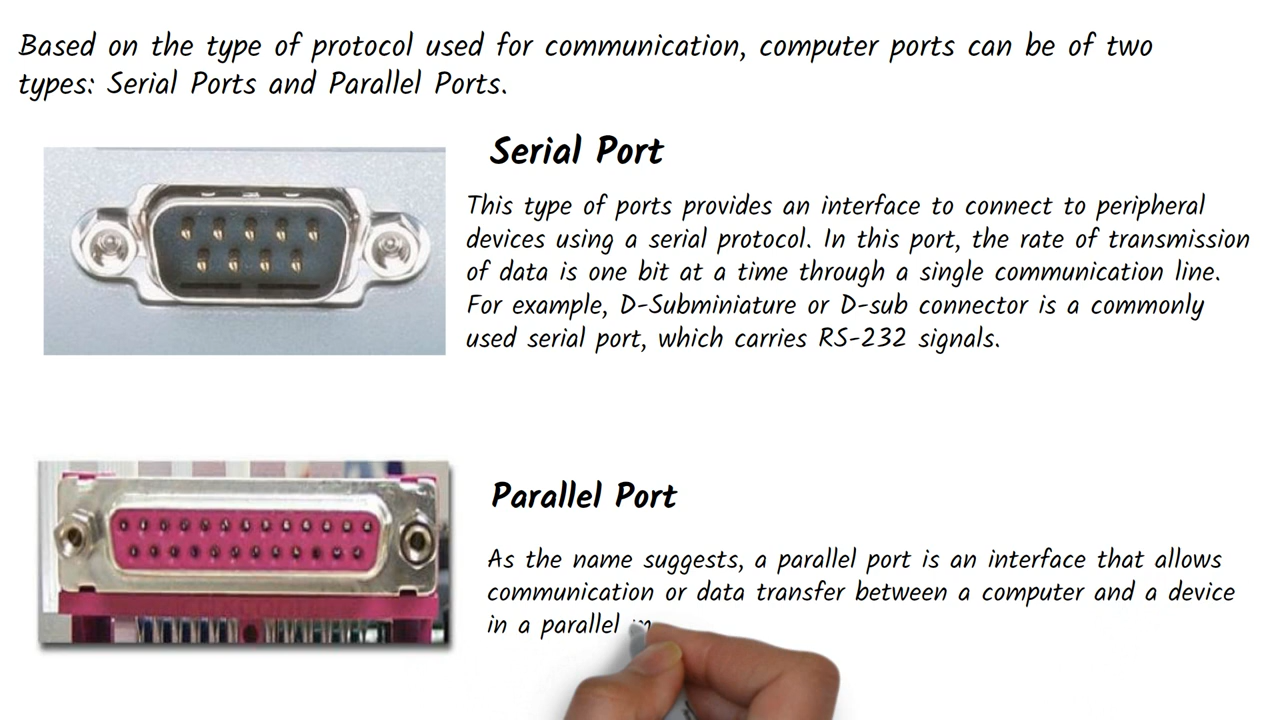 Based on the type of protocol used for communication, computer ports can be of two
types: Serial Ports and Parallel Ports.
Serial Port
This type of ports provides an interface to connect to peripheral
devices using a serial protocol. In this port, the rate of transmission
of data is one bit at a time through a single communication line.
For example, D-Subminiature or D-sub connector is a commonly
used serial port, which carries RS-232 signals.
Parallel Port
As the name suggests, a parallel port is an interface that allows
communication or data transfer between a computer and a device
in a parallel